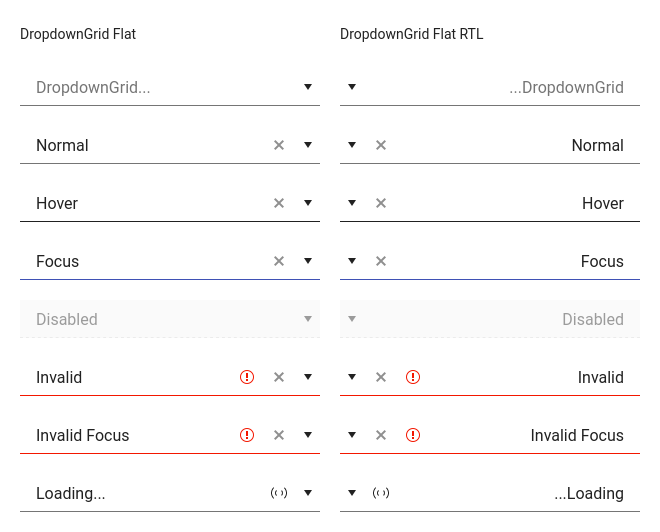 DropdownGrid Flat
DropdownGrid...
Normal
Hover
Focus
Disabled
Invalid
Invalid Focus
Loading...
DropdownGrid Flat RTL
...DropdownGrid
Normal
Hover
Focus
Disabled
Invalid
Invalid Focus
...Loading